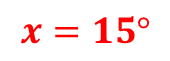 x = 15°